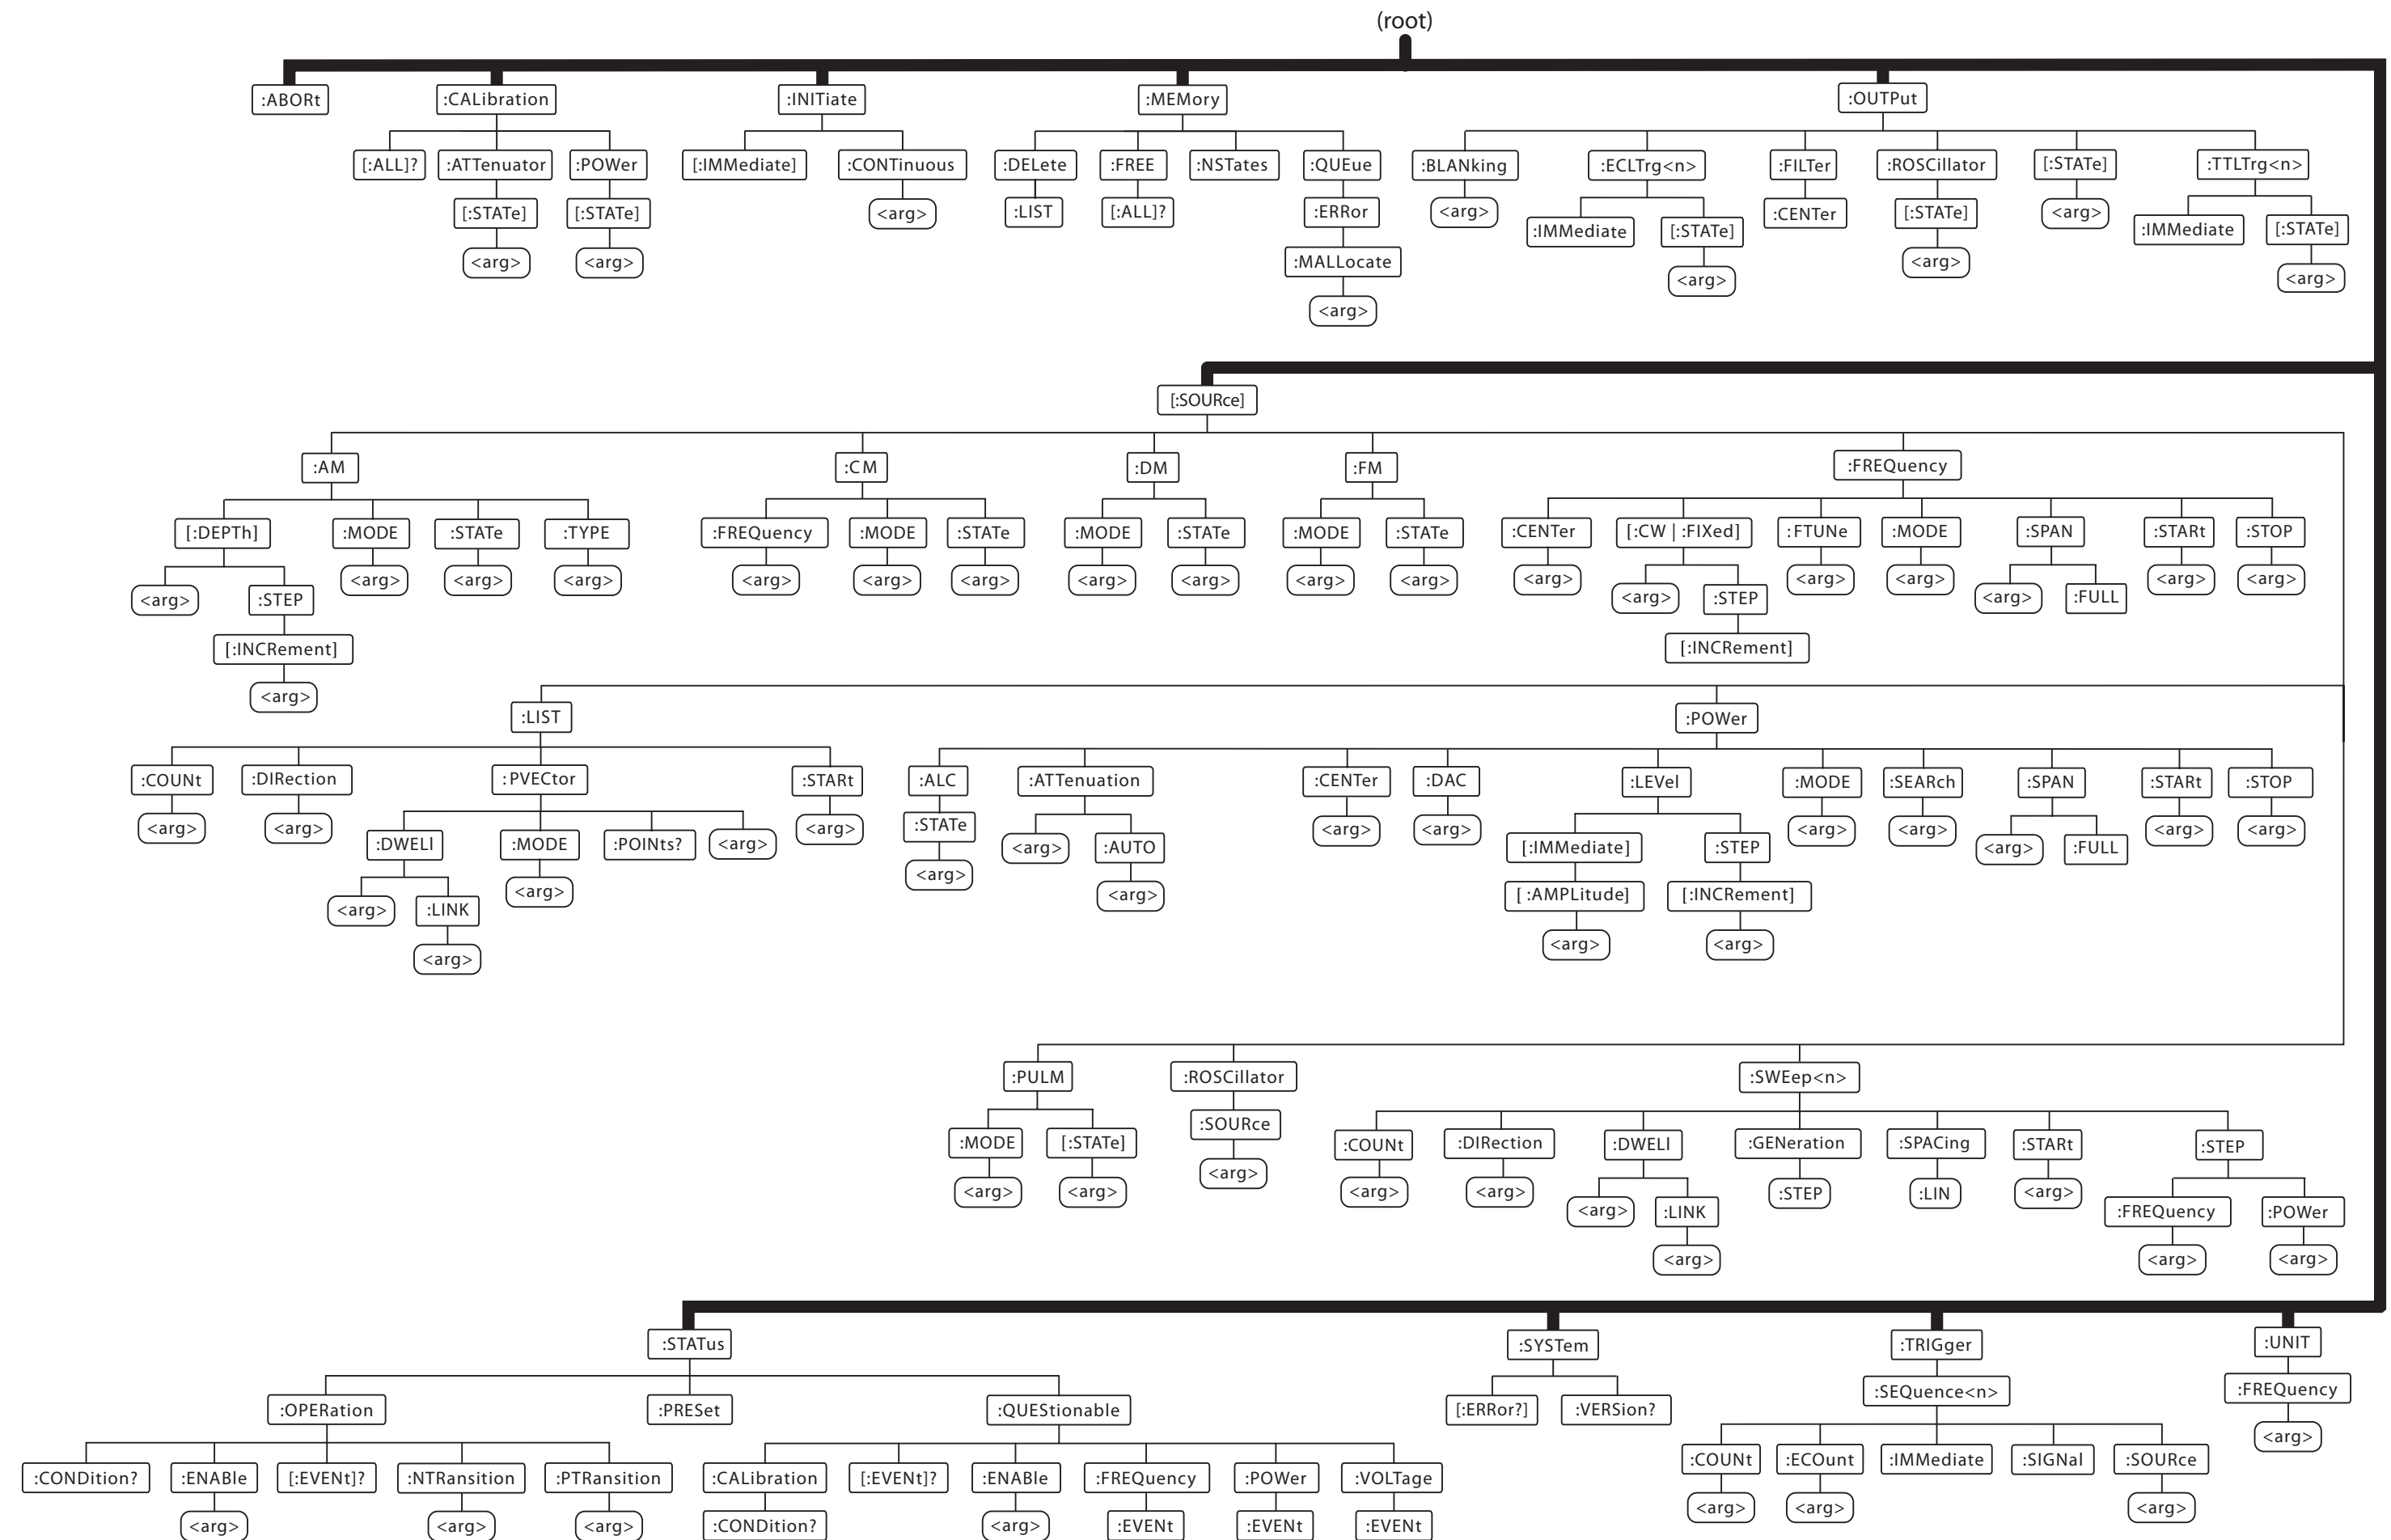 (root)
:ABORt :CALibration :INITiate :MEMory :OUTPut
[:ALL]? :ATTenuator :POWer [:IMMediate] :CONTinuous :DELete :FREE :NSTates :QUEue :BLANking :ECLTrg<n> :FILTer :ROSCillator [:STATe] :TTLTrg<n>
[:STATe] [:STATe] <arg> :LIST [:ALL]? :ERRor <arg> :CENTer [:STATe] <arg>
:IMMediate [:STATe] :IMMediate [:STATe]
<arg> <arg> :MALLocate <arg>
<arg> <arg>
<arg>
[:SOURce]
:AM :CM :DM :FM :FREQuency
[:DEPTh] :MODE :STATe :TYPE :FREQuency :MODE :STATe :MODE :STATe :MODE :STATe :CENTer [:CW | :FIXed] :FTUNe :MODE :SPAN :STARt :STOP
<arg> <arg> <arg> <arg> <arg> <arg> <arg> <arg> <arg> <arg> <arg> <arg> <arg> <arg> <arg>
<arg> :STEP <arg> :STEP <arg> :FULL
[:INCRement] [:INCRement]
<arg>
:LIST :POWer
:COUNt :DIRection :PVECtor :STARt :ALC :ATTenuation :CENTer :DAC :LEVel :MODE :SEARch :SPAN :STARt :STOP
<arg> <arg> <arg> :STATe <arg> <arg> <arg> <arg> <arg> <arg>
:DWELl :MODE :POINts? <arg> <arg> :AUTO [:IMMediate] :STEP <arg> :FULL
<arg> <arg> <arg> [ :AMPLitude] [:INCRement]
<arg> :LINK
<arg> <arg> <arg>
:PULM :ROSCillator :SWEep<n>
:MODE [:STATe] :SOURce :COUNt :DIRection :DWELl :GENeration :SPACing :STARt :STEP
<arg> <arg> <arg> <arg> <arg> :STEP :LIN <arg>
<arg> :LINK :FREQuency :POWer
<arg> <arg> <arg>
:STATus :SYSTem :TRIGger :UNIT
:OPERation :PRESet :QUEStionable [:ERRor?] :VERSion? :SEQuence<n> :FREQuency
<arg>
:CONDition? :ENABle [:EVENt]? :NTRansition :PTRansition :CALibration [:EVENt]? :ENABle :FREQuency :POWer :VOLTage :COUNt :ECOunt :IMMediate :SIGNal :SOURce
<arg> <arg> <arg> :CONDition? <arg> :EVENt :EVENt :EVENt <arg> <arg> <arg>